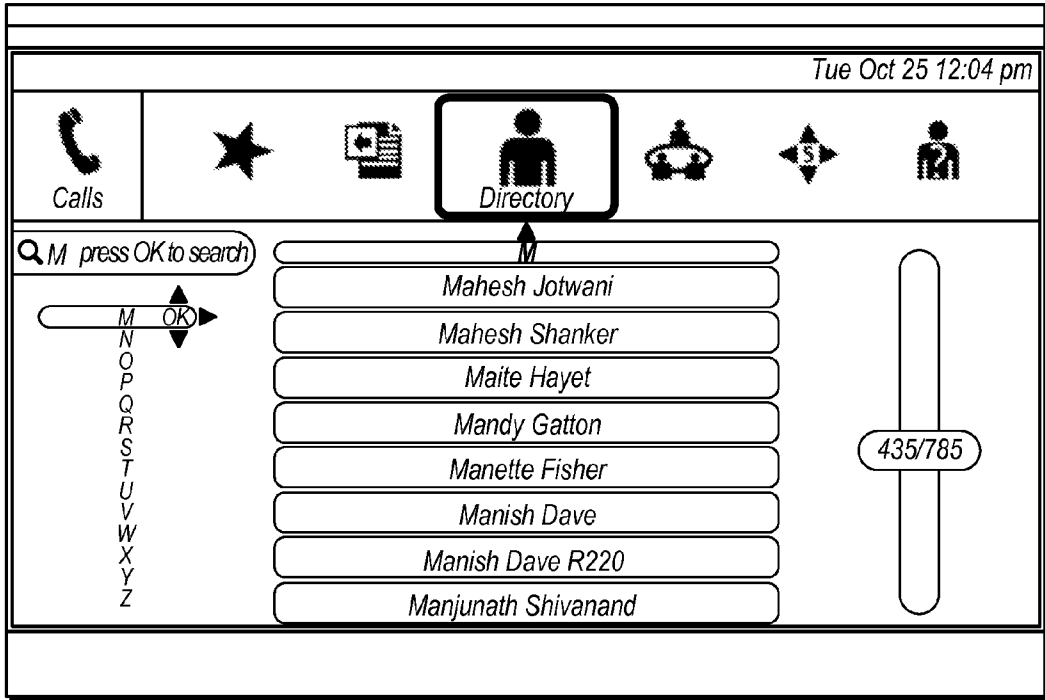 Tue Oct 25 12:04 pm
Calls
Directory
S
2
M press OK to search
M
M OK
N
O
P
Q
R
S
T
U
V
W
X
Y
Z
Mahesh Jotwani
Mahesh Shanker
Maite Hayet
Mandy Gatton
Manette Fisher
Manish Dave
Manish Dave R220
Manjunath Shivanand
435/785